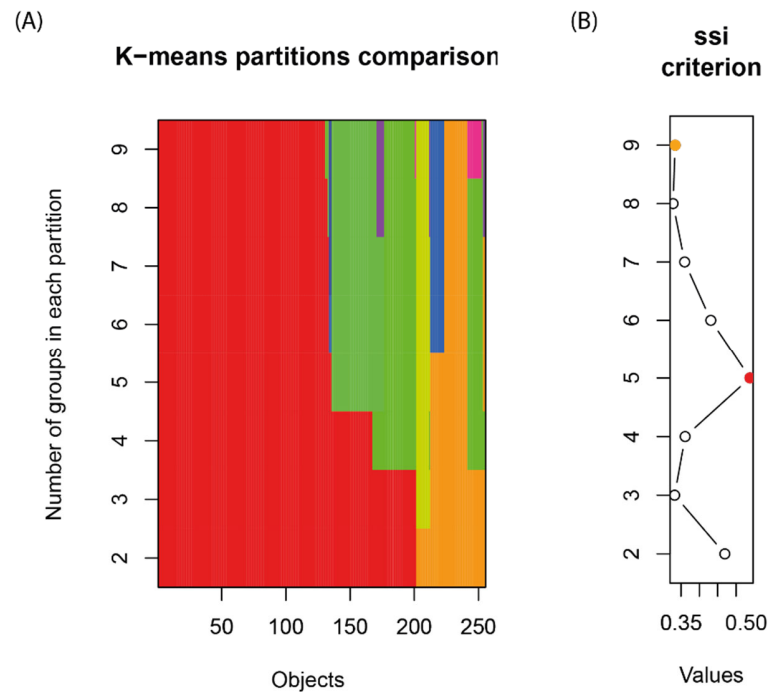 (A)
K−means partitions comparison
Number of groups in each partition
9
8
7
6
5
4
3
2
50 100 150 200 250
Objects
(B)
ssi
criterion
9
8
7
6
5
4
3
2
0.35 0.50
Values